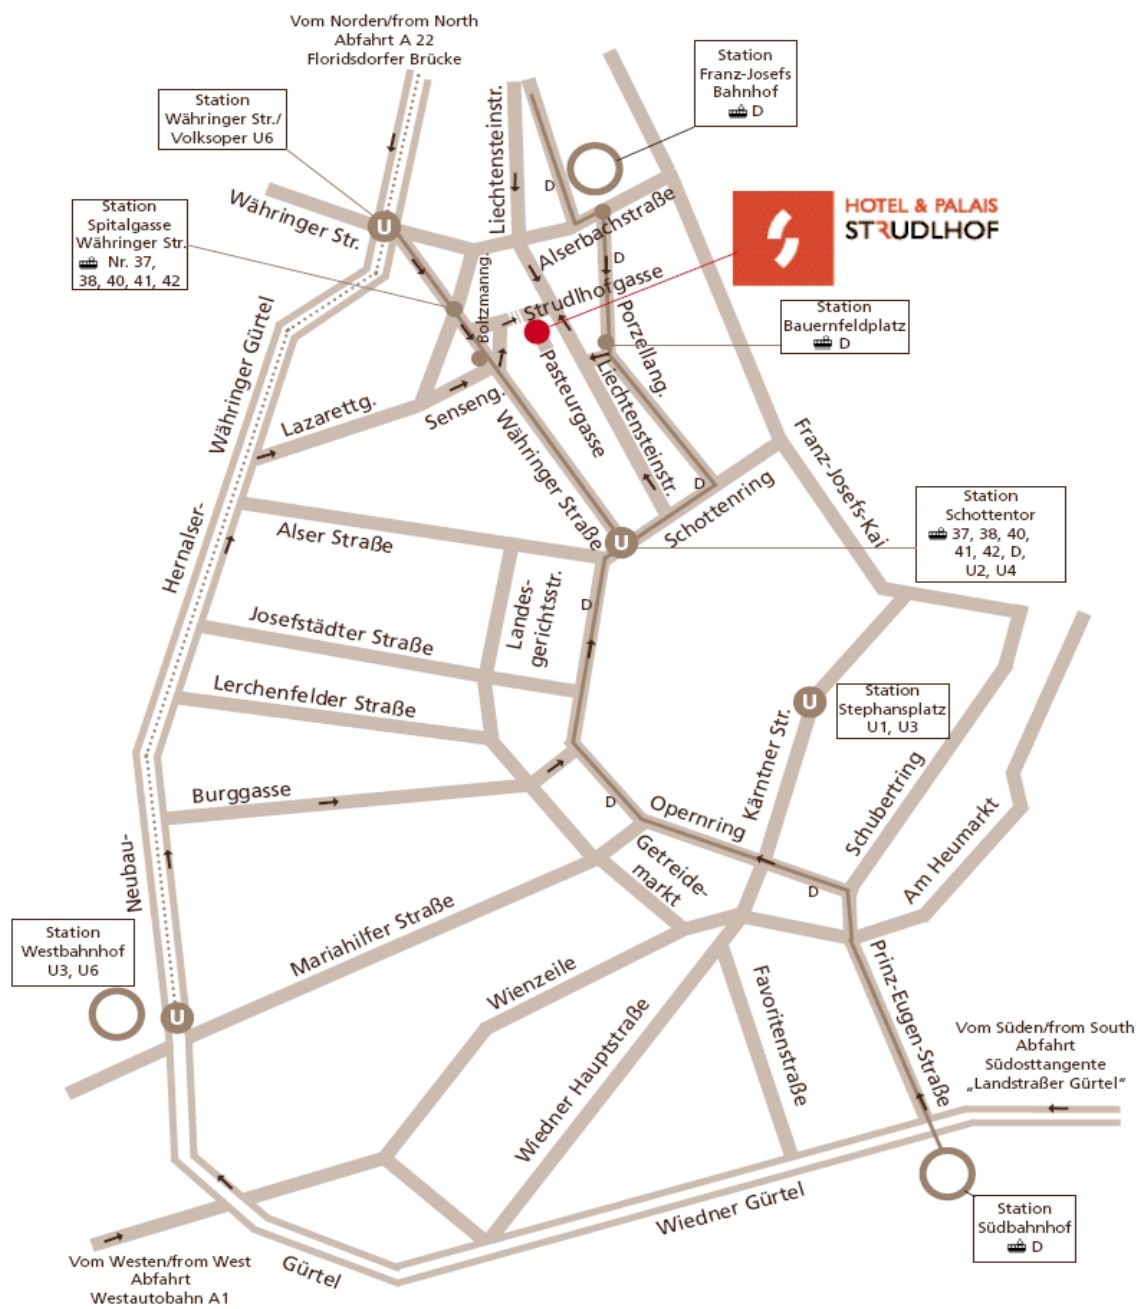 Vom Norden/from North
Abfahrt A 22
Floridsdorfer Brücke
Station
Franz-Josefs
Bahnhof
D
Station
Währinger Str./
Volksoper U6
Liechtensteinstr.
D
Station
Spitalgasse
Währinger Str.
Nr. 37,
38, 40, 41, 42
Währinger Str.
U
Alserbachstraße
HOTEL & PALAIS
STRUDLHOF
D
Boltzmanng.
Strudlhofgasse
Porzellang.
Station
Bauernfeldplatz
D
Währinger Gürtel
Lazarettg.
Senseng.
Pasteurgasse
Liechtensteinstr.
Währinger Straße
D
Schottenring
Franz-Josefs-Kai
Hernalser-
Alser Straße
U
Station
Schottentor
37, 38, 40,
41, 42, D,
U2, U4
Landes-
gerichtsstr.
D
Josefstädter Straße
Lerchenfelder Straße
U
Station
Stephansplatz
U1, U3
Kärntner Str.
Schubertring
Burggasse
D
Opernring
Am Heumarkt
Neubau-
Getreide-
markt
D
Mariahilfer Straße
Station
Westbahnhof
U3, U6
U
Wienzeile
Wiedner Hauptstraße
Favoritenstraße
Prinz-Eugen-Straße
Vom Süden/from South
Abfahrt
Südosttangente
„Landstraßer Gürtel“
Wiedner Gürtel
Station
Südbahnhof
D
Gürtel
Vom Westen/from West
Abfahrt
Westautobahn A1